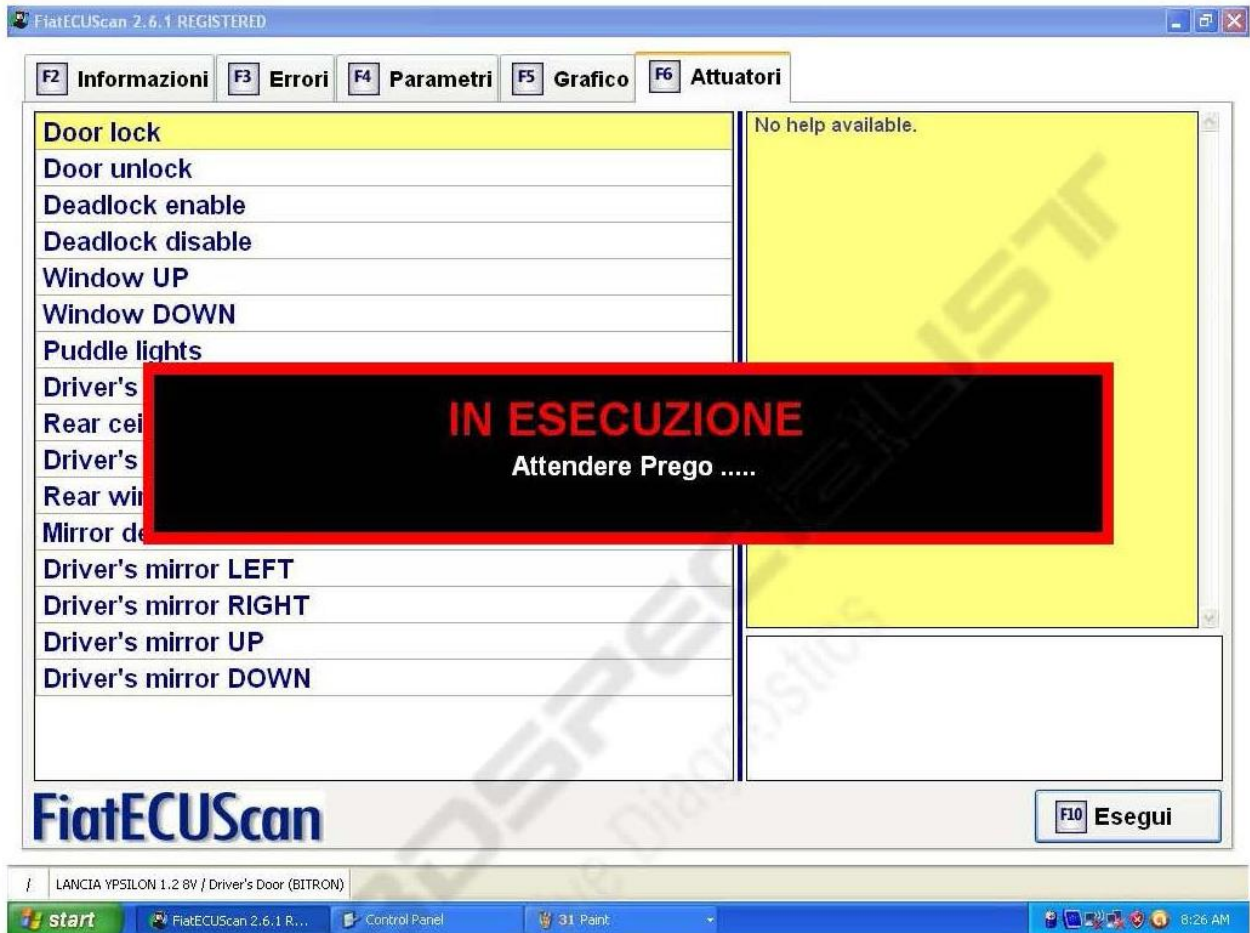 FiatECUScan 2.6.1 REGISTERED
F2 Informazioni F3 Errori F4 Parametri F5 Grafico F6 Attuatori
Door lock
Door unlock
Deadlock enable
Deadlock disable
Window UP
Window DOWN
Puddle lights
Driver's
Rear cei
Driver's
Rear wi
Mirror de
Driver's mirror LEFT
Driver's mirror RIGHT
Driver's mirror UP
Driver's mirror DOWN
No help available.
IN ESECUZIONE
Attendere Prego .....
FiatECUScan
F10 Esegui
/ LANCIA YPSILON 1.2 8V / Driver's Door (BITRON)
start FiatECUScan 2.6.1 R... Control Panel 31 Paint 8:26 AM